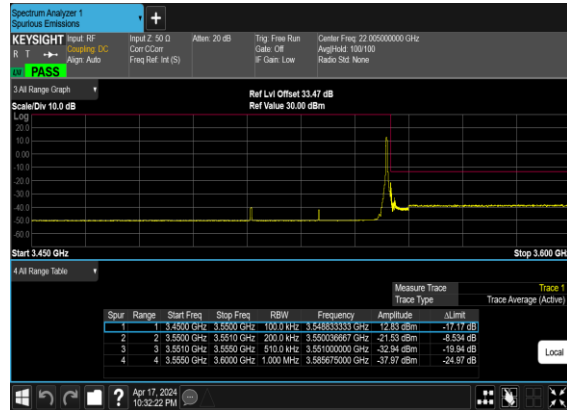 Spectrum Analyzer 1
Spurious Emissions
KEYSIGHT Input: RF Input Z: 50 Ω Atten: 20 dB Trig: Free Run Center Freq: 22.005000000 GHz
R T Coupling: DC Corr CCorr Gate: Off Avg|Hold: 100/100
Align: Auto Freq Ref: Int (S) IF Gain: Low Radio Std: None
PASS
3 All Range Graph
Ref Lvl Offset 33.47 dB
Scale/Div 10.0 dB Ref Value 30.00 dBm
Log
20.0
10.0
0.00
-10.0
-20.0
-30.0
-40.0
-50.0
-60.0
Start 3.450 GHz Stop 3.600 GHz
4 All Range Table
Measure Trace Trace 1
Trace Type Trace Average (Active)
Spur Range Start Freq Stop Freq RBW Frequency Amplitude ΔLimit
1 1 3.4500 GHz 3.5500 GHz 100.0 kHz 3.548833333 GHz 12.83 dBm -17.17 dB
2 2 3.5500 GHz 3.5510 GHz 200.0 kHz 3.550036667 GHz -21.53 dBm -8.534 dB
3 3 3.5510 GHz 3.5550 GHz 510.0 kHz 3.551000000 GHz -32.94 dBm -19.94 dB
4 4 3.5550 GHz 3.6000 GHz 1.000 MHz 3.585675000 GHz -37.97 dBm -24.97 dB
Local
Apr 17, 2024
10:32:22 PM